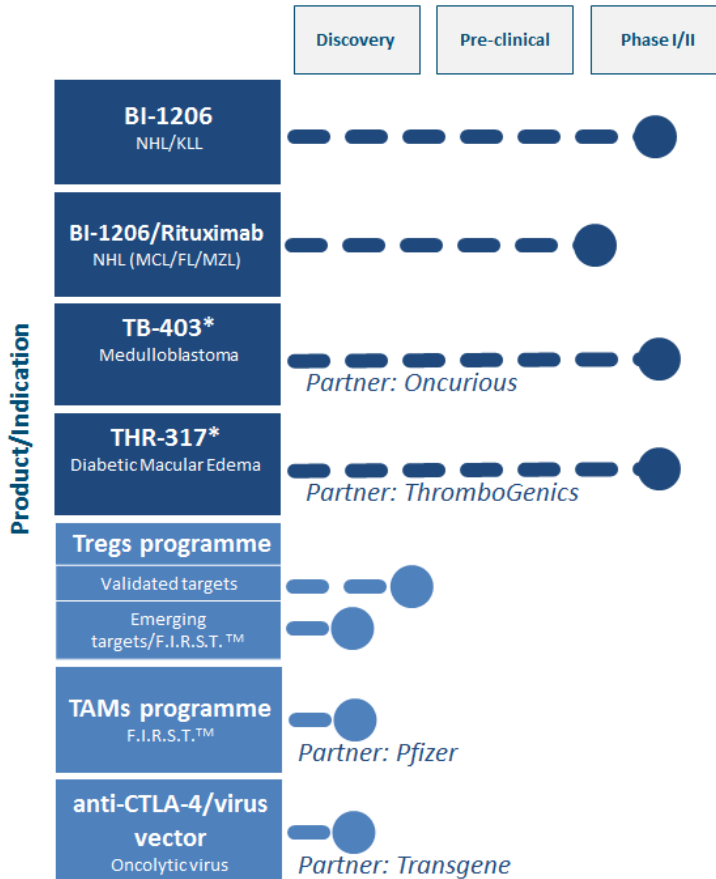 Discovery
Pre-clinical
Phase I/II
Product/Indication
BI-1206
NHL/KLL
BI-1206/Rituximab
NHL (MCL/FL/MZL)
TB-403*
Medulloblastoma
Partner: Oncurious
THR-317*
Diabetic Macular Edema
Partner: ThromboGenics
Tregs programme
Validated targets
Emerging
targets/F.I.R.S.T.™
TAMs programme
F.I.R.S.T.™
Partner: Pfizer
anti-CTLA-4/virus
vector
Oncolytic virus
Partner: Transgene